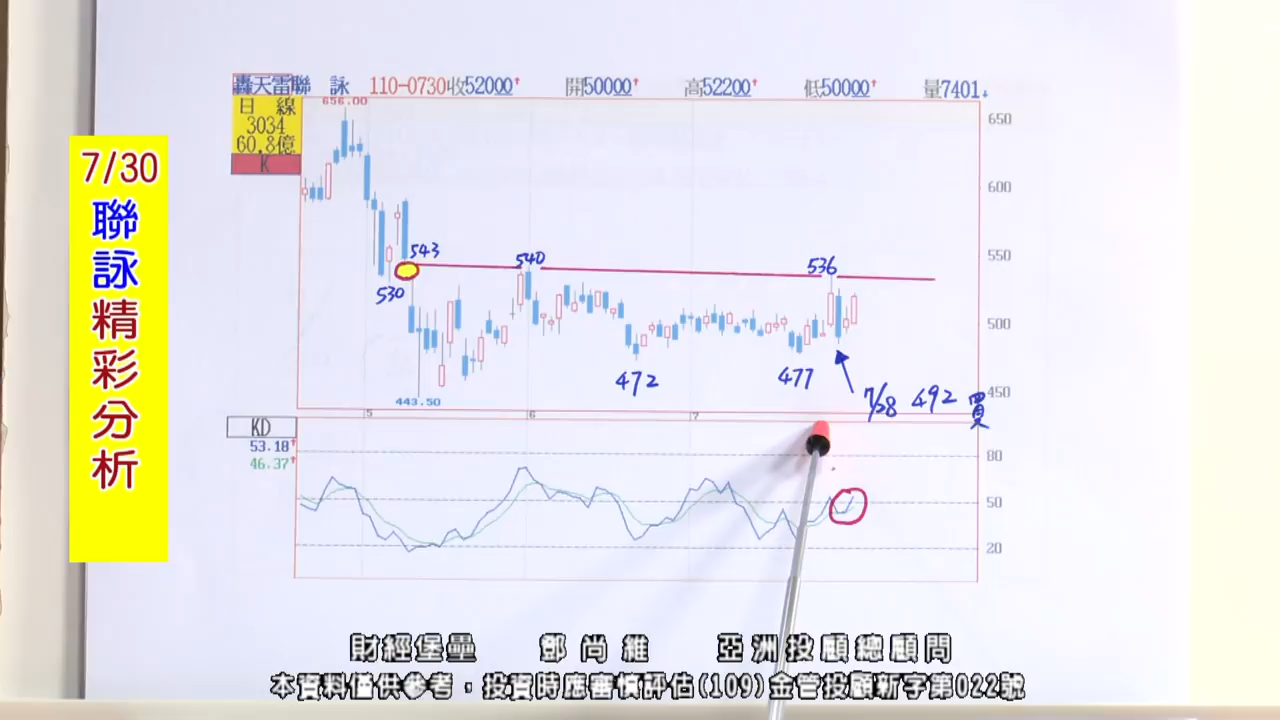 7/30
聯
詠
精
彩
分
析
轟天雷聯 詠 110-0730收52000↑ 開50000↑ 高52200↑ 低50000↑ 量7401↓
日 線
3034
60.8億
K
656.00
650
600
550
500
450
543
530
540
536
472
477
7/28 492 買
443.50
5
6
7
KD
53.18↑
46.37↑
80
50
20
財經堡壘 鄧尚維 亞洲投顧總顧問
本資料僅供參考,投資時應審慎評估(109)金管投顧新字第022號